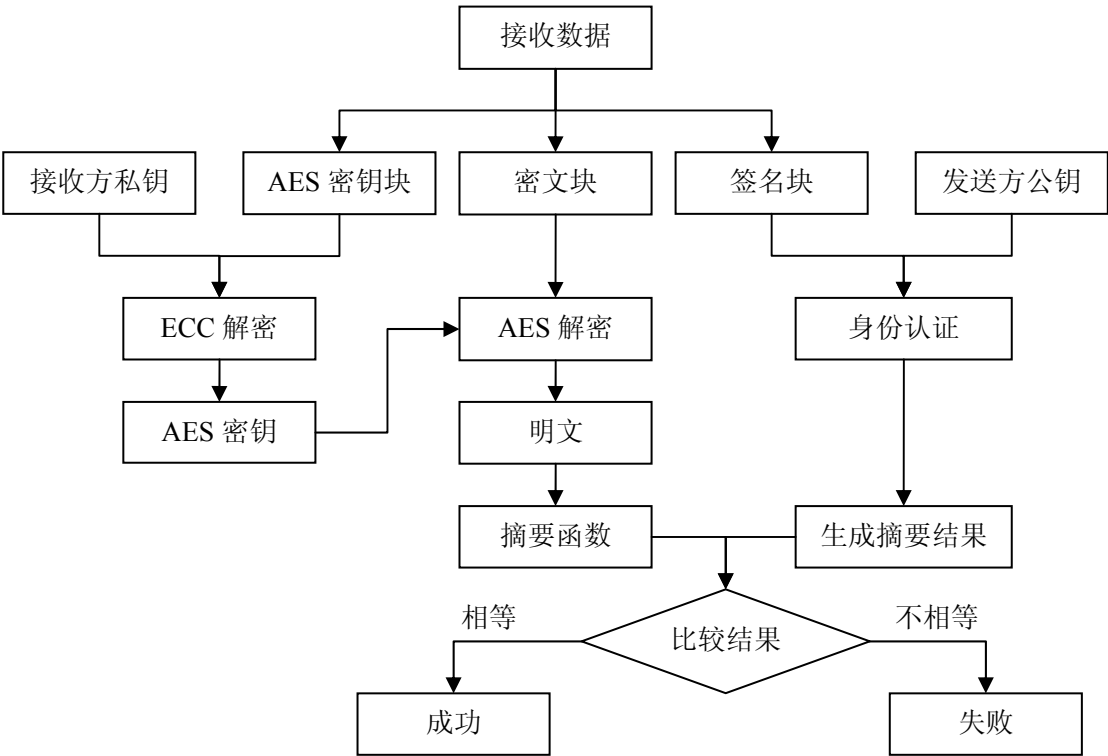 接收数据
接收方私钥
AES 密钥块
密文块
签名块
发送方公钥
ECC 解密
AES 解密
身份认证
AES 密钥
明文
摘要函数
生成摘要结果
相等
比较结果
不相等
成功
失败